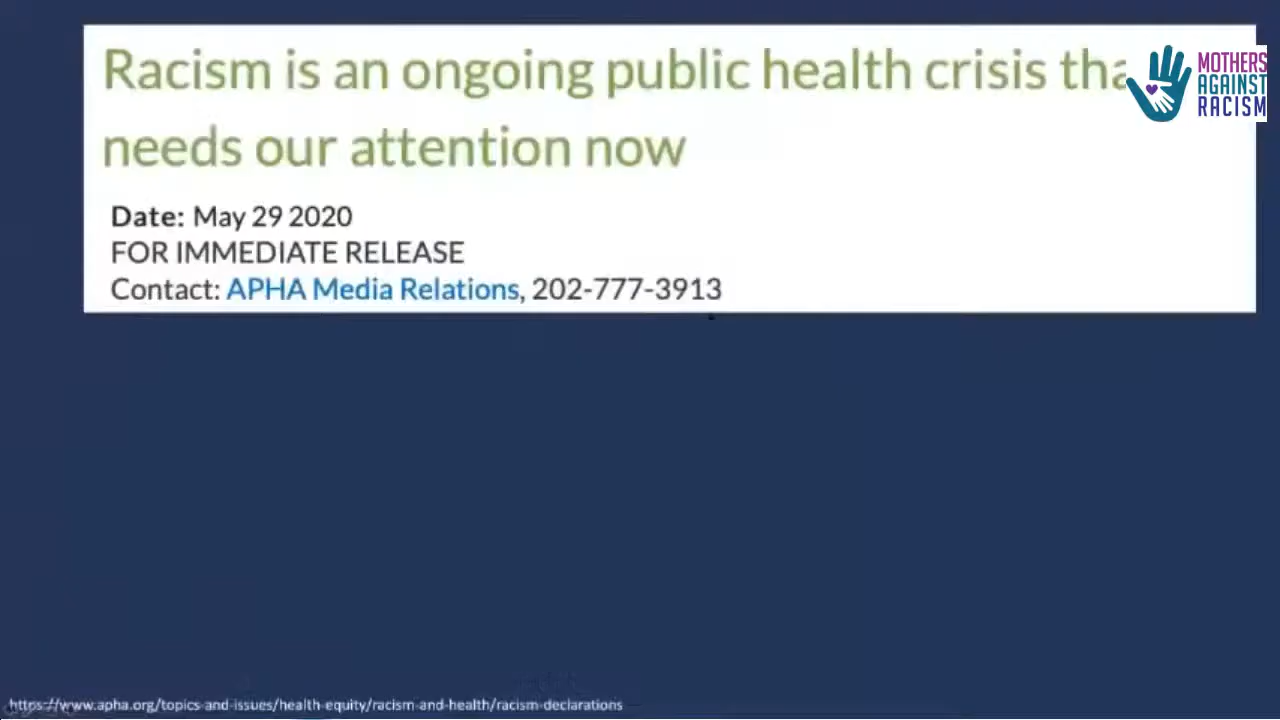 Racism is an ongoing public health crisis tha
needs our attention now
MOTHERS
AGAINST
RACISM
Date: May 29 2020
FOR IMMEDIATE RELEASE
Contact: APHA Media Relations, 202-777-3913
https://www.apha.org/topics-and-issues/health-equity/racism-and-health/racism-declarations